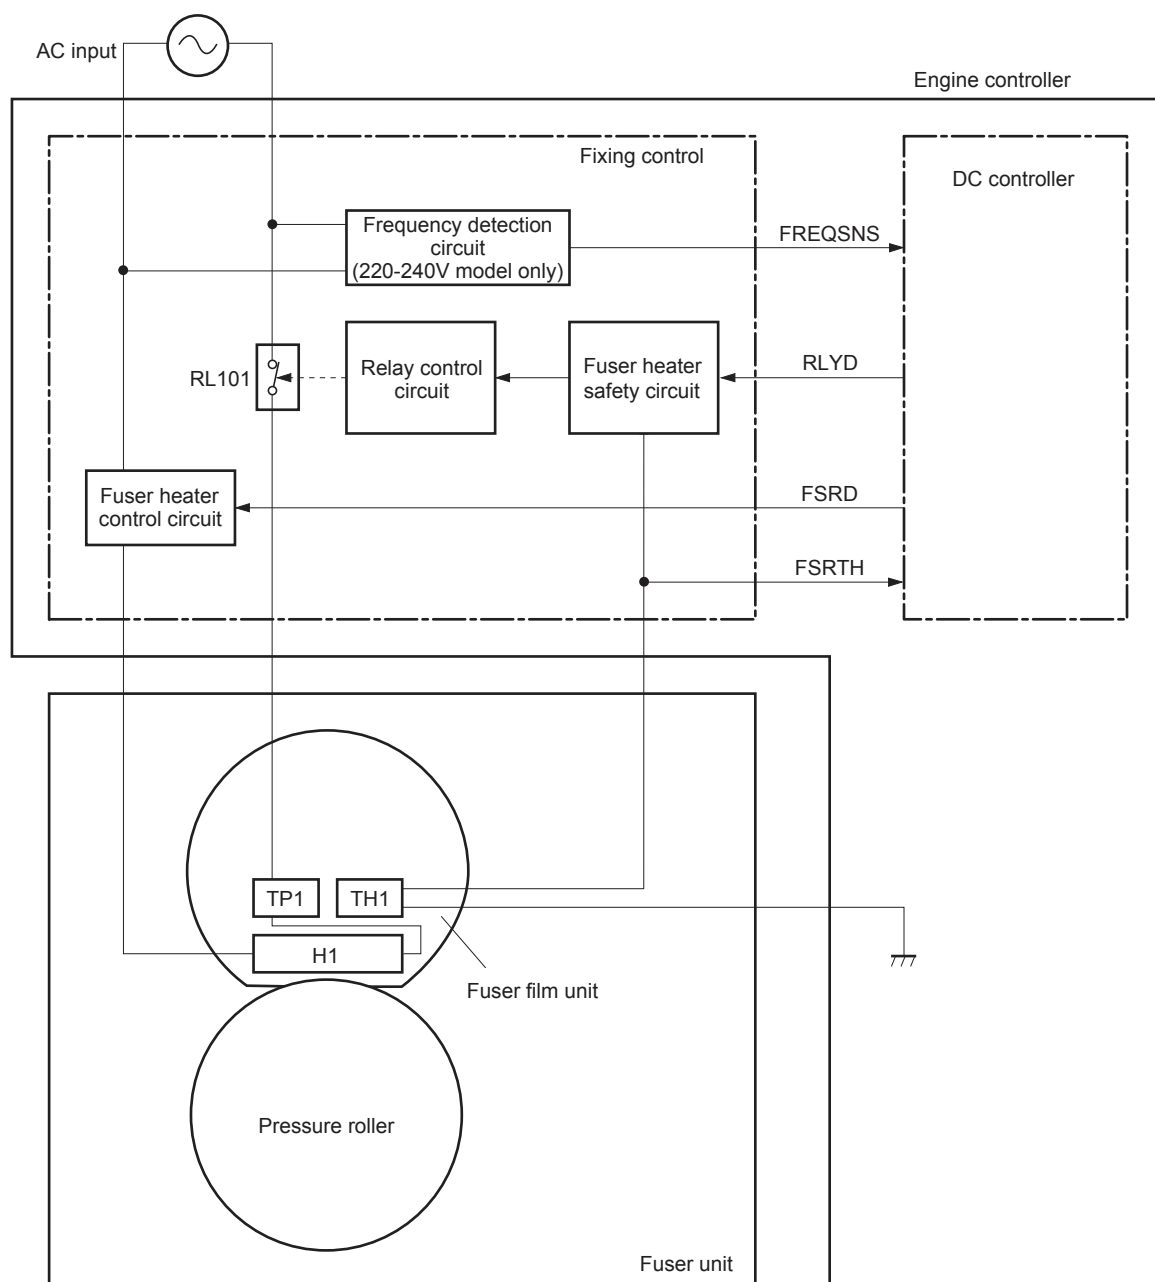 AC input
Engine controller
Fixing control
DC controller
Frequency detection
circuit
(220-240V model only)
FREQSNS
RL101
Relay control
circuit
Fuser heater
safety circuit
RLYD
Fuser heater
control circuit
FSRD
FSRTH
TP1
TH1
H1
Fuser film unit
Pressure roller
Fuser unit